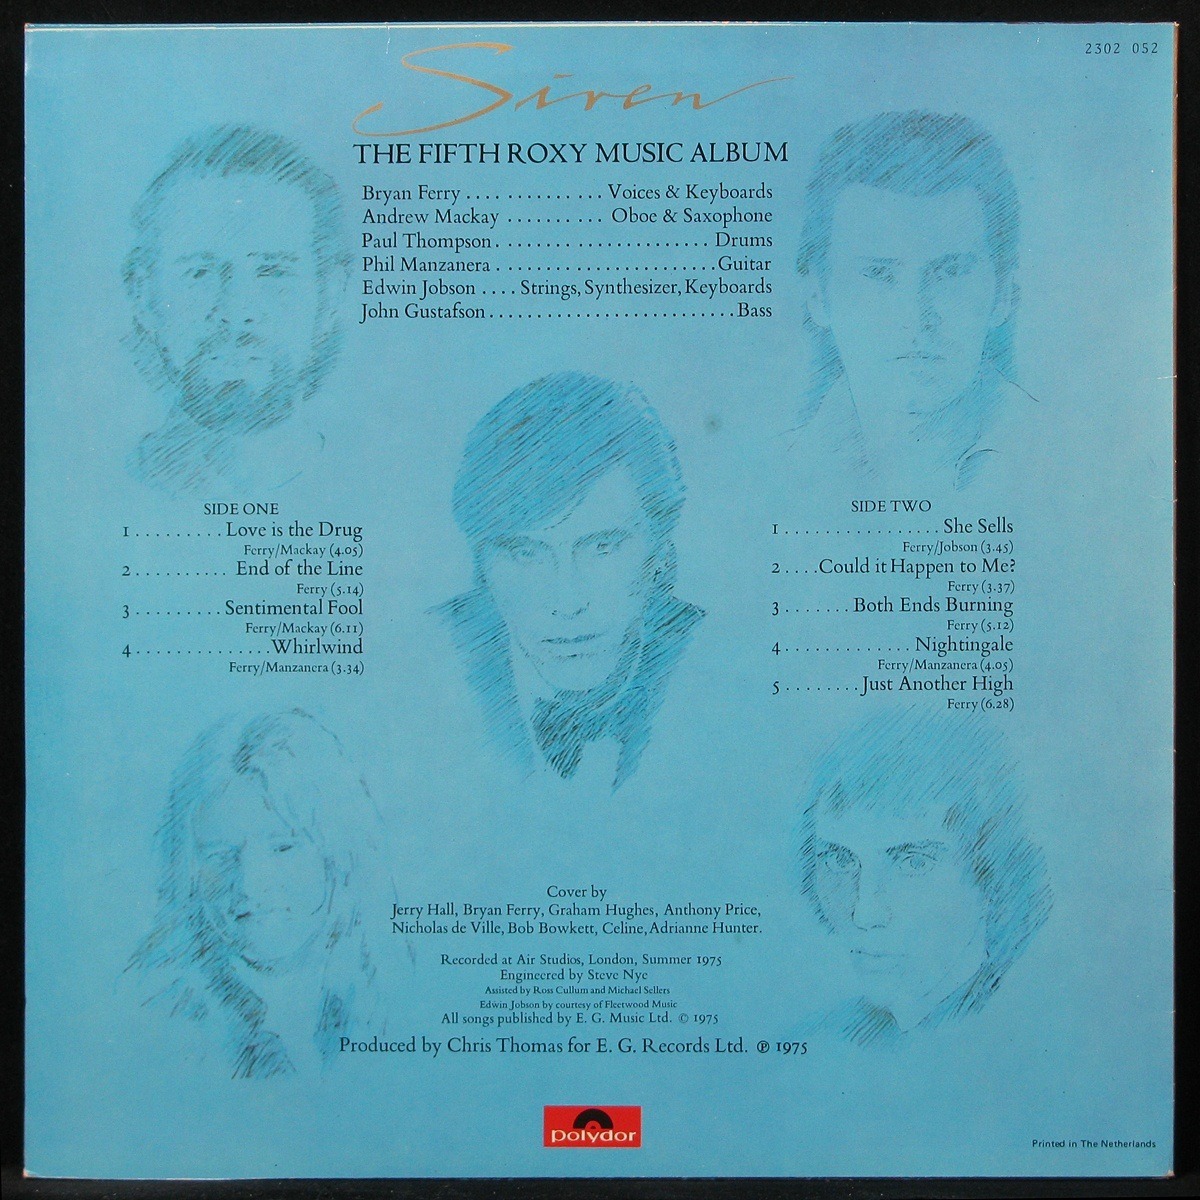 2302 052
Siren
THE FIFTH ROXY MUSIC ALBUM
Bryan Ferry . . . . . . . . . . . . . Voices & Keyboards
Andrew Mackay . . . . . . . . . . Oboe & Saxophone
Paul Thompson . . . . . . . . . . . . . . . . . . . . . . Drums
Phil Manzanera . . . . . . . . . . . . . . . . . . . . . . . Guitar
Edwin Jobson . . . . Strings, Synthesizer, Keyboards
John Gustafson . . . . . . . . . . . . . . . . . . . . . . . . . Bass
SIDE ONE
1 . . . . . . . . . Love is the Drug
Ferry/Mackay (4.05)
2 . . . . . . . . . . End of the Line
Ferry (5.14)
3 . . . . . . . . . Sentimental Fool
Ferry/Mackay (6.11)
4 . . . . . . . . . . . . . . Whirlwind
Ferry/Manzanera (3.34)
SIDE TWO
1 . . . . . . . . . . . . . . . . She Sells
Ferry/Jobson (3.45)
2 . . . . Could it Happen to Me?
Ferry (3.37)
3 . . . . . . . Both Ends Burning
Ferry (5.12)
4 . . . . . . . . . . . . . Nightingale
Ferry/Manzanera (4.05)
5 . . . . . . . . Just Another High
Ferry (6.28)
Cover by
Jerry Hall, Bryan Ferry, Graham Hughes, Anthony Price,
Nicholas de Ville, Bob Bowkett, Celine, Adrianne Hunter.
Recorded at Air Studios, London, Summer 1975
Engineered by Steve Nye
Assisted by Ross Cullum and Michael Sellers
Edwin Jobson by courtesy of Fleetwood Music
All songs published by E. G. Music Ltd. © 1975
Produced by Chris Thomas for E. G. Records Ltd. ℗ 1975
polydor
Printed in The Netherlands